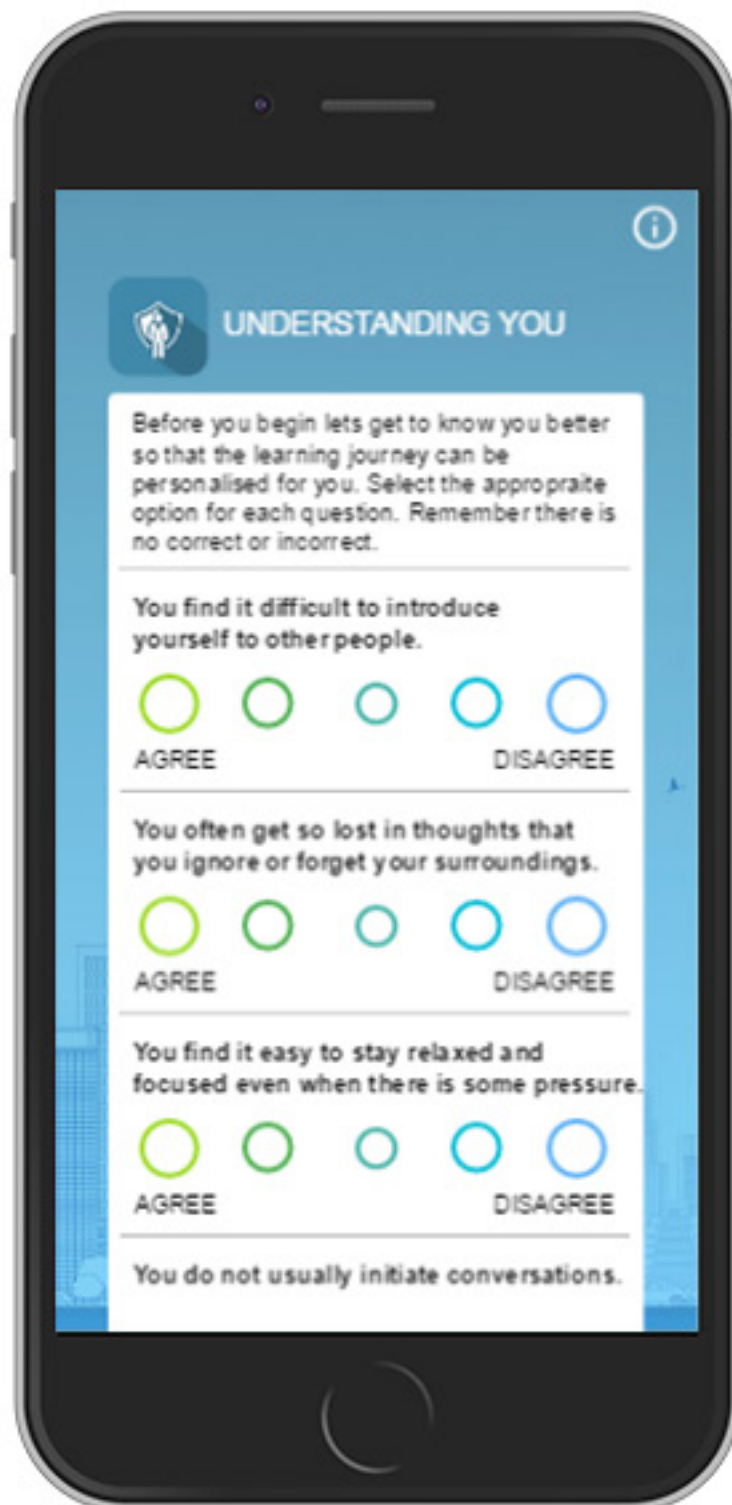 UNDERSTANDING YOU
Before you begin lets get to know you better
so that the learning journey can be
personalised for you. Select the appropraite
option for each question. Remember there is
no correct or incorrect.
You find it difficult to introduce
yourself to other people.
AGREE DISAGREE
You often get so lost in thoughts that
you ignore or forget your surroundings.
AGREE DISAGREE
You find it easy to stay relaxed and
focused even when there is some pressure.
AGREE DISAGREE
You do not usually initiate conversations.